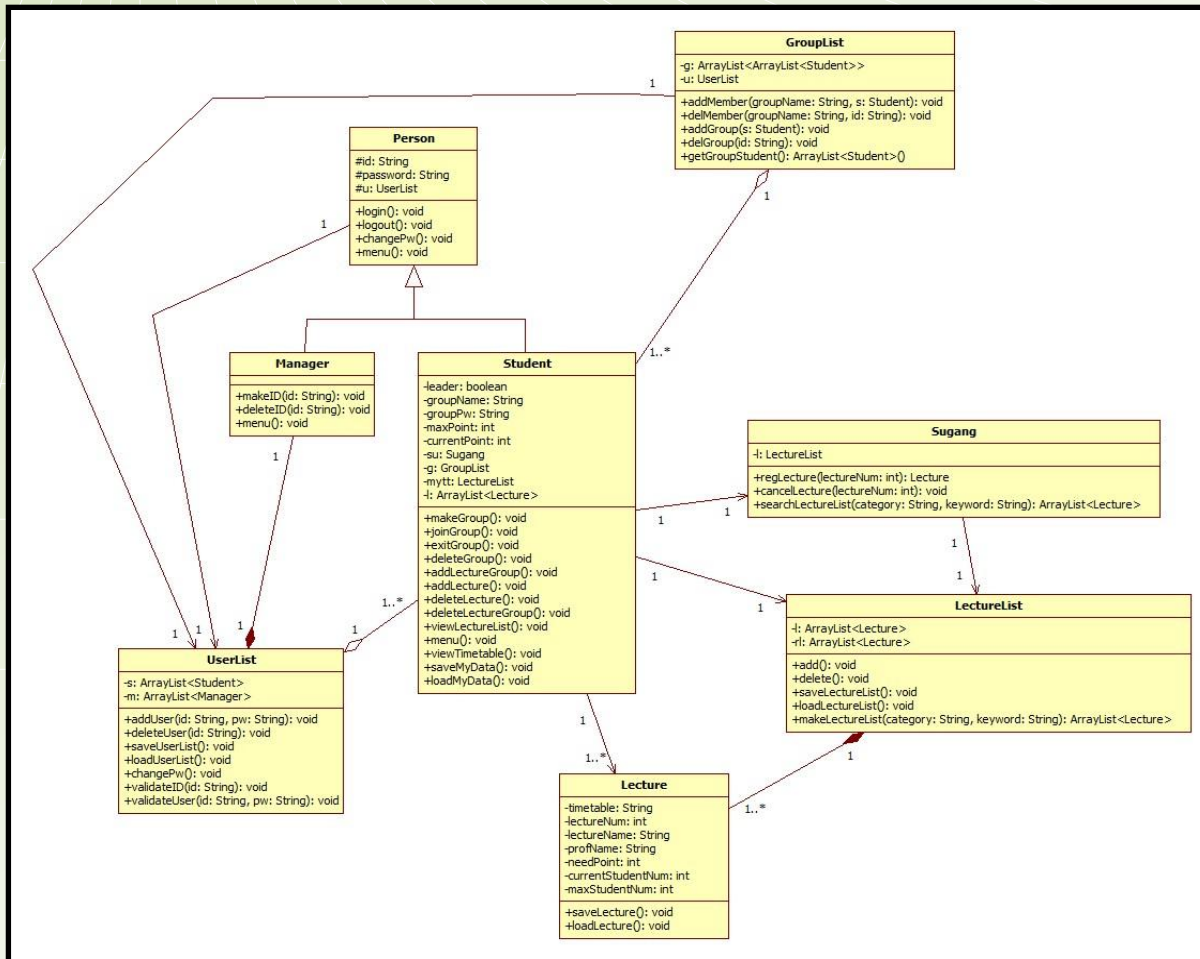 GroupList
-g: ArrayList<ArrayList<Student>>
-u: UserList
+addMember(groupName: String, s: Student): void
+delMember(groupName: String, id: String): void
+addGroup(s: Student): void
+delGroup(id: String): void
+getGroupStudent(): ArrayList<Student>()
1
1
1..*
Person
#id: String
#password: String
#u: UserList
+login(): void
+logout(): void
+changePw(): void
+menu(): void
1
Manager
+makeID(id: String): void
+deleteID(id: String): void
+menu(): void
1
Student
-leader: boolean
-groupName: String
-groupPw: String
-maxPoint: int
-currentPoint: int
-su: Sugang
-g: GroupList
-mytt: LectureList
-l: ArrayList<Lecture>
+makeGroup(): void
+joinGroup(): void
+exitGroup(): void
+deleteGroup(): void
+addLectureGroup(): void
+addLecture(): void
+deleteLecture(): void
+deleteLectureGroup(): void
+viewLectureList(): void
+menu(): void
+viewTimetable(): void
+saveMyData(): void
+loadMyData(): void
1
1
1
1
Sugang
-l: LectureList
+regLecture(lectureNum: int): Lecture
+cancelLecture(lectureNum: int): void
+searchLectureList(category: String, keyword: String): ArrayList<Lecture>
1
1
LectureList
-l: ArrayList<Lecture>
-rl: ArrayList<Lecture>
+add(): void
+delete(): void
+saveLectureList(): void
+loadLectureList(): void
+makeLectureList(category: String, keyword: String): ArrayList<Lecture>
1
1..*
1..*
1
1
1
1
UserList
-s: ArrayList<Student>
-m: ArrayList<Manager>
+addUser(id: String, pw: String): void
+deleteUser(id: String): void
+saveUserList(): void
+loadUserList(): void
+changePw(): void
+validateID(id: String): void
+validateUser(id: String, pw: String): void
1
1..*
Lecture
-timetable: String
-lectureNum: int
-lectureName: String
-profName: String
-needPoint: int
-currentStudentNum: int
-maxStudentNum: int
+saveLecture(): void
+loadLecture(): void